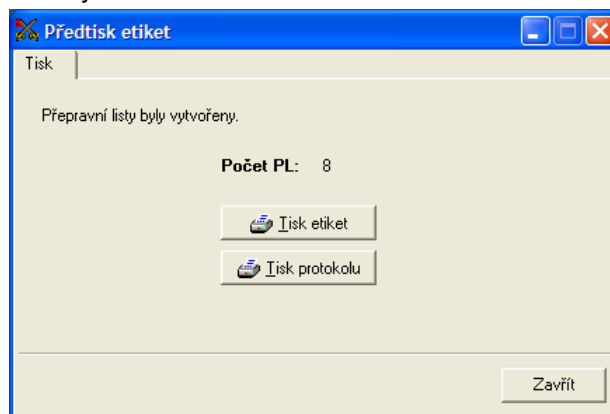 Předtisk etiket
Tisk
Přepravní listy byly vytvořeny.
Počet PL: 8
Tisk etiket
Tisk protokolu
Zavřít